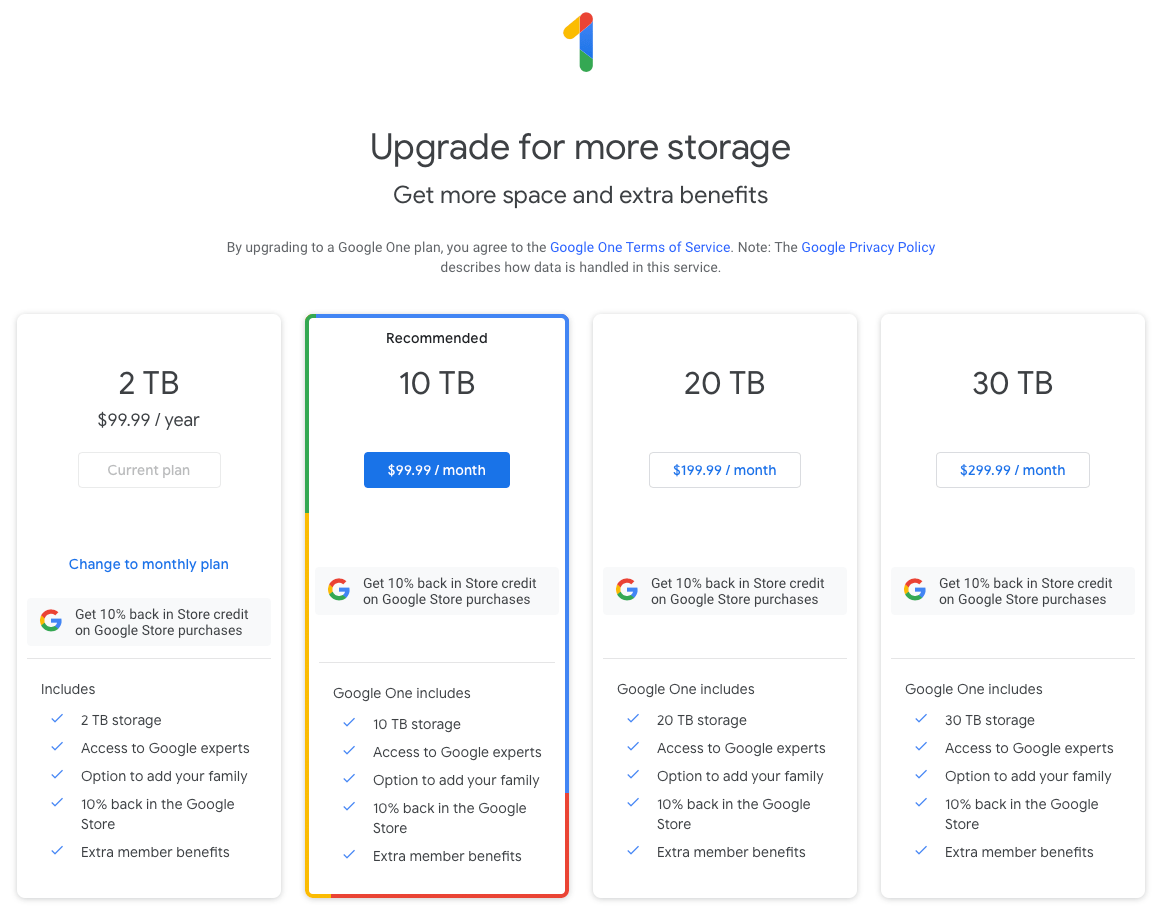 Upgrade for more storage
Get more space and extra benefits
By upgrading to a Google One plan, you agree to the Google One Terms of Service. Note: The Google Privacy Policy
describes how data is handled in this service.
2 TB
$99.99 / year
Current plan
Change to monthly plan
Get 10% back in Store credit
on Google Store purchases
Includes
2 TB storage
Access to Google experts
Option to add your family
10% back in the Google
Store
Extra member benefits
Recommended
10 TB
$99.99 / month
Get 10% back in Store credit
on Google Store purchases
Google One includes
10 TB storage
Access to Google experts
Option to add your family
10% back in the Google
Store
Extra member benefits
20 TB
$199.99 / month
Get 10% back in Store credit
on Google Store purchases
Google One includes
20 TB storage
Access to Google experts
Option to add your family
10% back in the Google
Store
Extra member benefits
30 TB
$299.99 / month
Get 10% back in Store credit
on Google Store purchases
Google One includes
30 TB storage
Access to Google experts
Option to add your family
10% back in the Google
Store
Extra member benefits